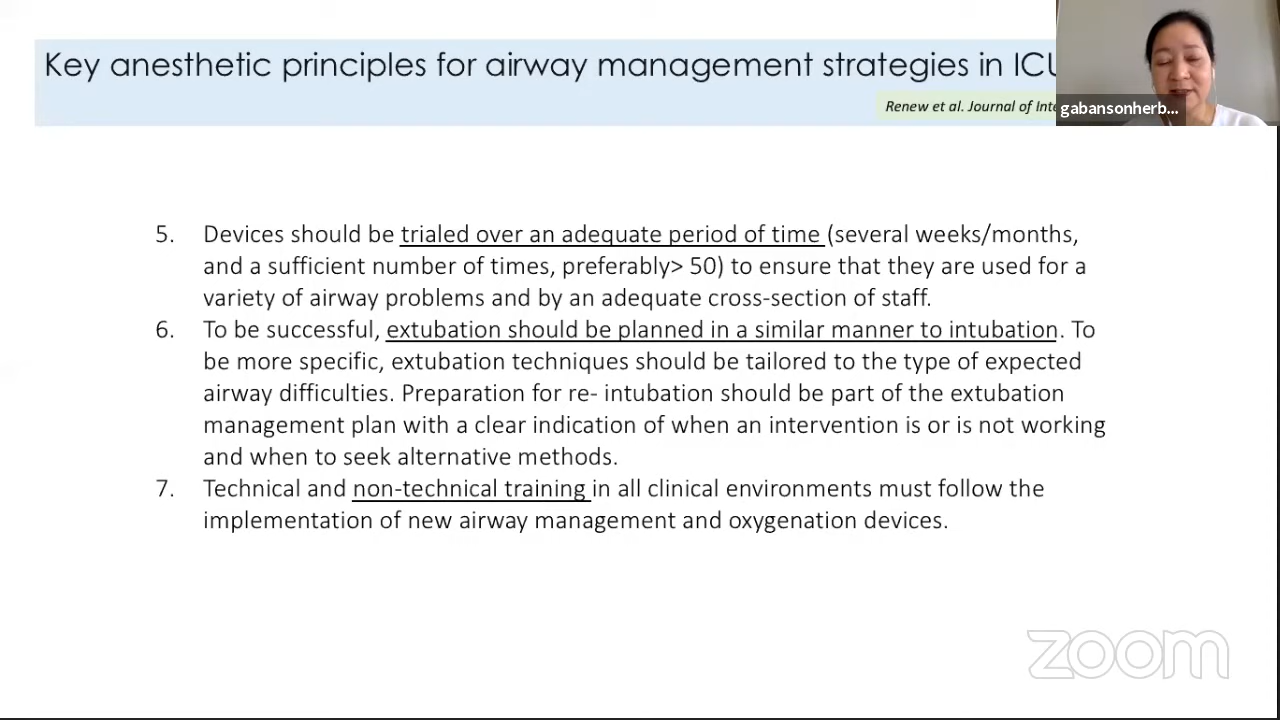 Key anesthetic principles for airway management strategies in ICU
Renew et al. Journal of Int
gabansonherb...
5. Devices should be trialed over an adequate period of time (several weeks/months,
and a sufficient number of times, preferably> 50) to ensure that they are used for a
variety of airway problems and by an adequate cross-section of staff.
6. To be successful, extubation should be planned in a similar manner to intubation. To
be more specific, extubation techniques should be tailored to the type of expected
airway difficulties. Preparation for re- intubation should be part of the extubation
management plan with a clear indication of when an intervention is or is not working
and when to seek alternative methods.
7. Technical and non-technical training in all clinical environments must follow the
implementation of new airway management and oxygenation devices.
zoom